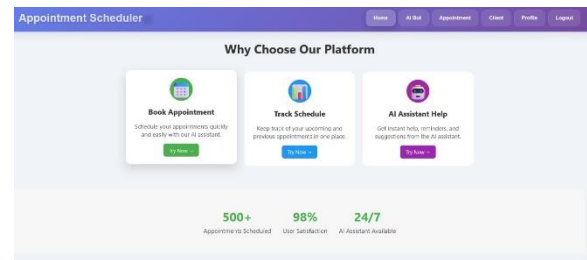 Appointment Scheduler
Home AI Bot Appointment Client Profile Logout
Why Choose Our Platform
Book Appointment
Schedule your appointments quickly
and easily with our AI assistant.
Try Now →
Track Schedule
Keep track of your upcoming and
previous appointments in one place.
Try Now →
AI Assistant Help
Get instant help, reminders, and
suggestions from the AI assistant.
Try Now →
500+
Appointments Scheduled
98%
User Satisfaction
24/7
AI Assistant Available